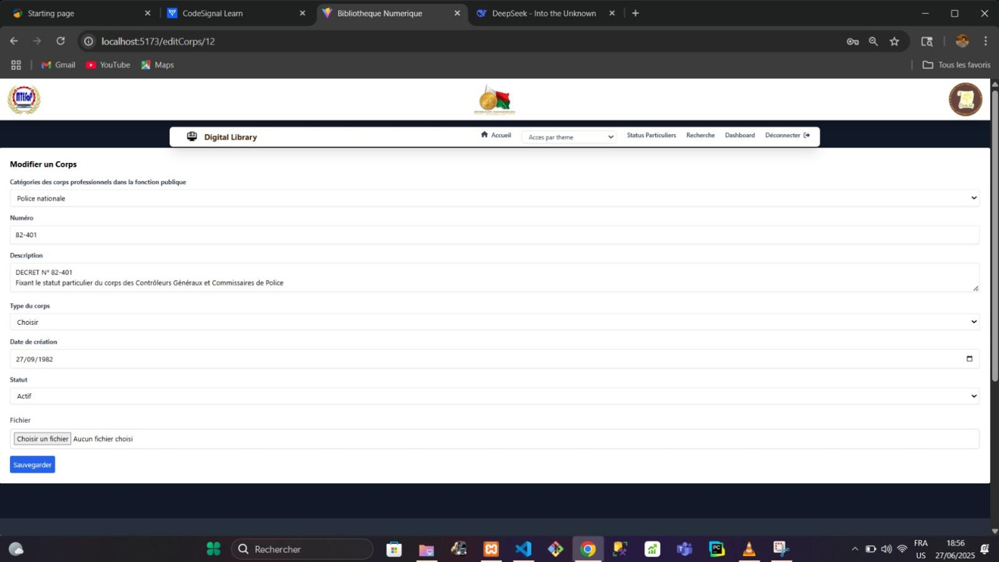 Starting page
CodeSignal Learn
Bibliotheque Numerique
DeepSeek - Into the Unknown
localhost:5173/editCorps/12
Gmail
YouTube
Maps
Tous les favoris
MTEFoP
Digital Library
Accueil
Acces par theme
Status Particuliers
Recherche
Dashboard
Déconnecter
Modifier un Corps
Catégories des corps professionnels dans la fonction publique
Police nationale
Numéro
82-401
Description
DECRET N° 82-401
Fixant le statut particulier du corps des Contrôleurs Généraux et Commissaires de Police
Type du corps
Choisir
Date de création
27/09/1982
Statut
Actif
Fichier
Choisir un fichier Aucun fichier choisi
Sauvegarder
Rechercher
PC
FRA
US
18:56
27/06/2025